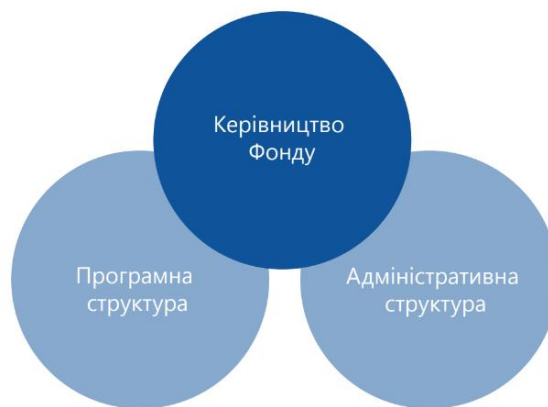 Керівництво
Фонду
Програмна
структура
Адміністративна
структура